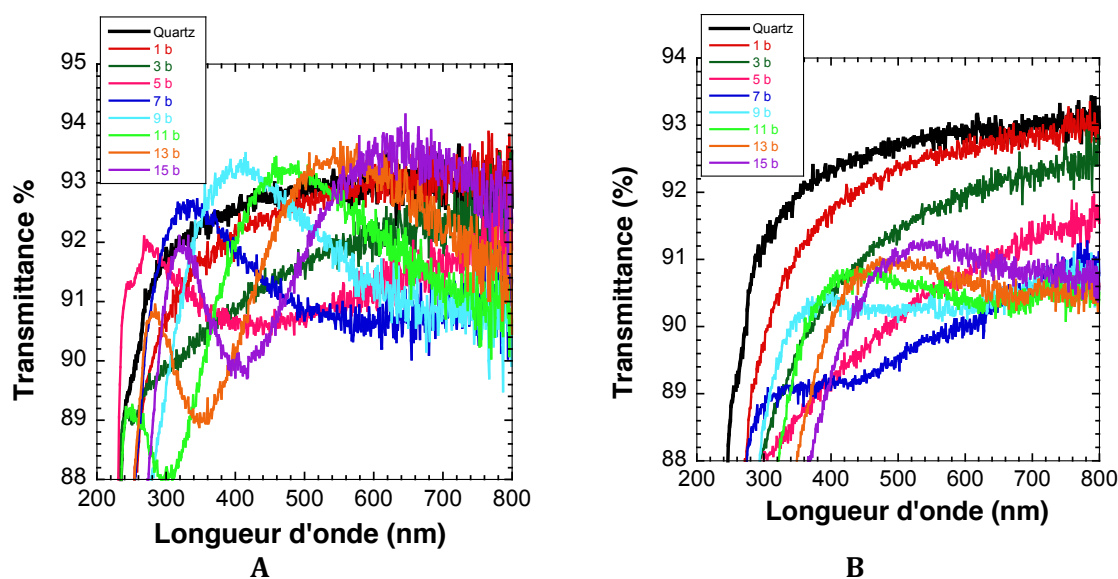 Quartz
1 b
3 b
5 b
7 b
9 b
11 b
13 b
15 b
95
94
93
92
91
90
89
88
200 300 400 500 600 700 800
Transmittance %
Longueur d'onde (nm)
A
Quartz
1 b
3 b
5 b
7 b
9 b
11 b
13 b
15 b
94
93
92
91
90
89
88
200 300 400 500 600 700 800
Transmittance (%)
Longueur d'onde (nm)
B